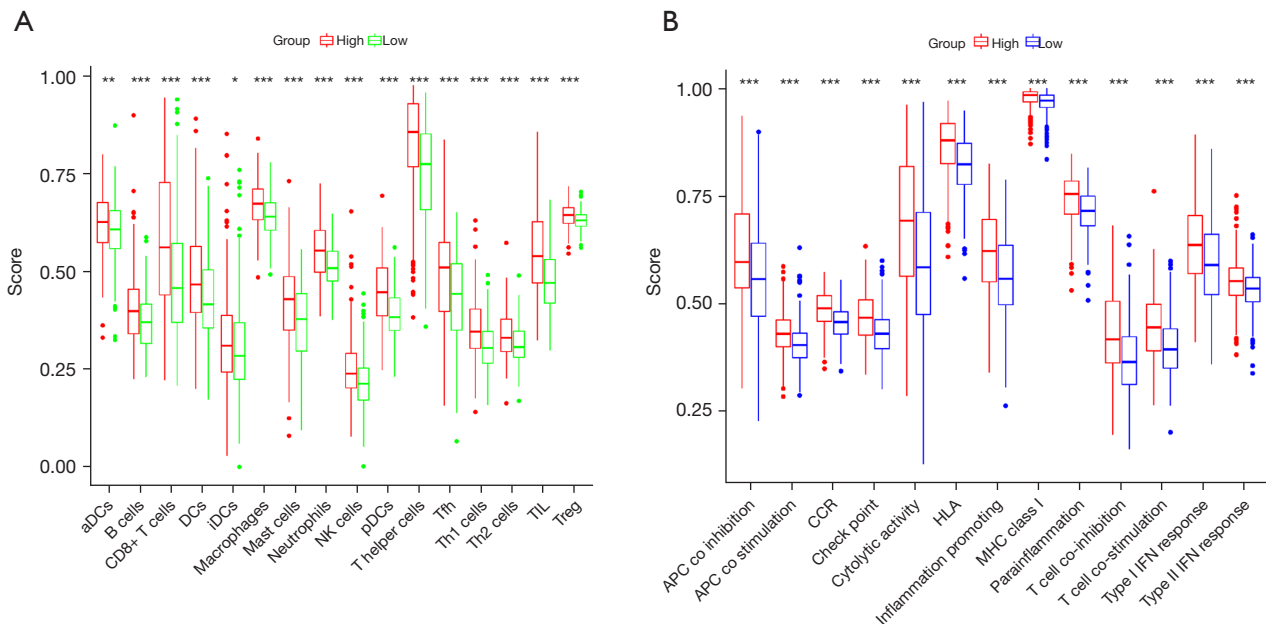 A
Group High Low
** *** *** *** * *** *** *** *** *** *** *** *** *** *** ***
Score
1.00
0.75
0.50
0.25
0.00
aDCs
B cells
CD8+ T cells
DCs
iDCs
Macrophages
Mast cells
Neutrophils
NK cells
pDCs
T helper cells
Tfh
Th1 cells
Th2 cells
TIL
Treg
B
Group High Low
*** *** *** *** *** *** *** *** *** *** *** *** ***
Score
1.00
0.75
0.50
0.25
APC co inhibition
APC co stimulation
CCR
Check point
Cytolytic activity
HLA
Inflammation promoting
MHC class I
Parainflammation
T cell co-inhibition
T cell co-stimulation
Type I IFN response
Type II IFN response